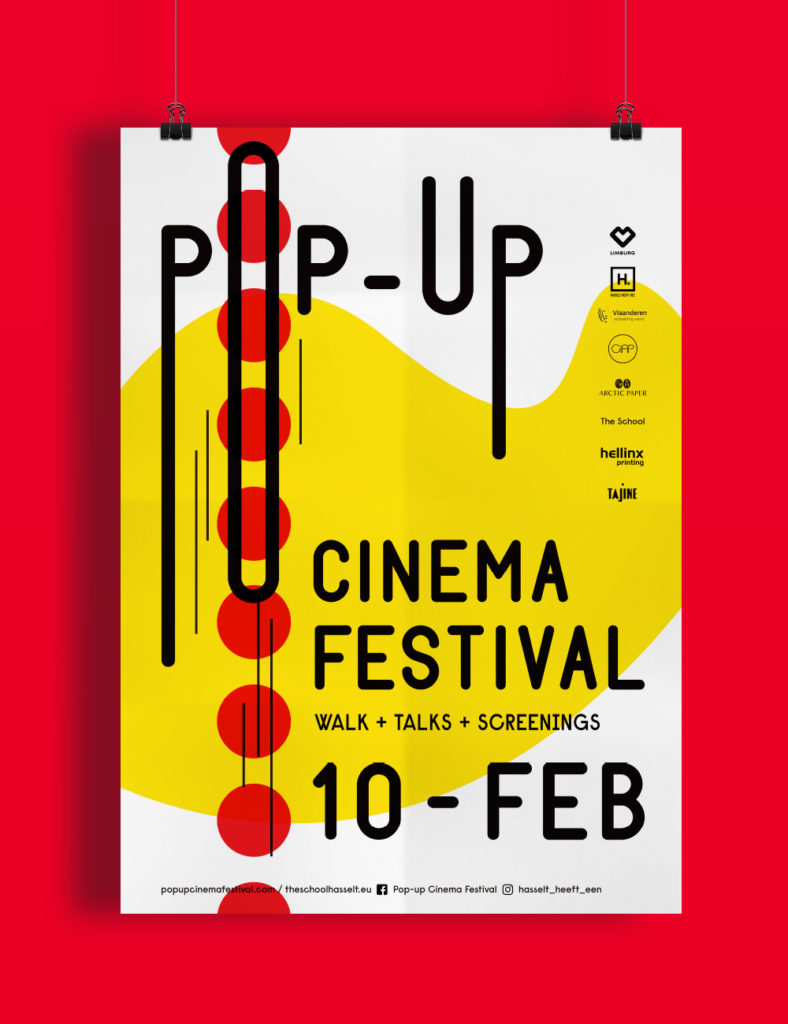 POP-UP
LIMBURG
H.
Vlaanderen
CIAP
ARCTIC PAPER
The School
hellinx
printing
TAJINE
CINEMA
FESTIVAL
WALK + TALKS + SCREENINGS
10-FEB
popupcinemafestival.com / theschoolhasselt.eu Pop-up Cinema Festival hasselt_heeft_een